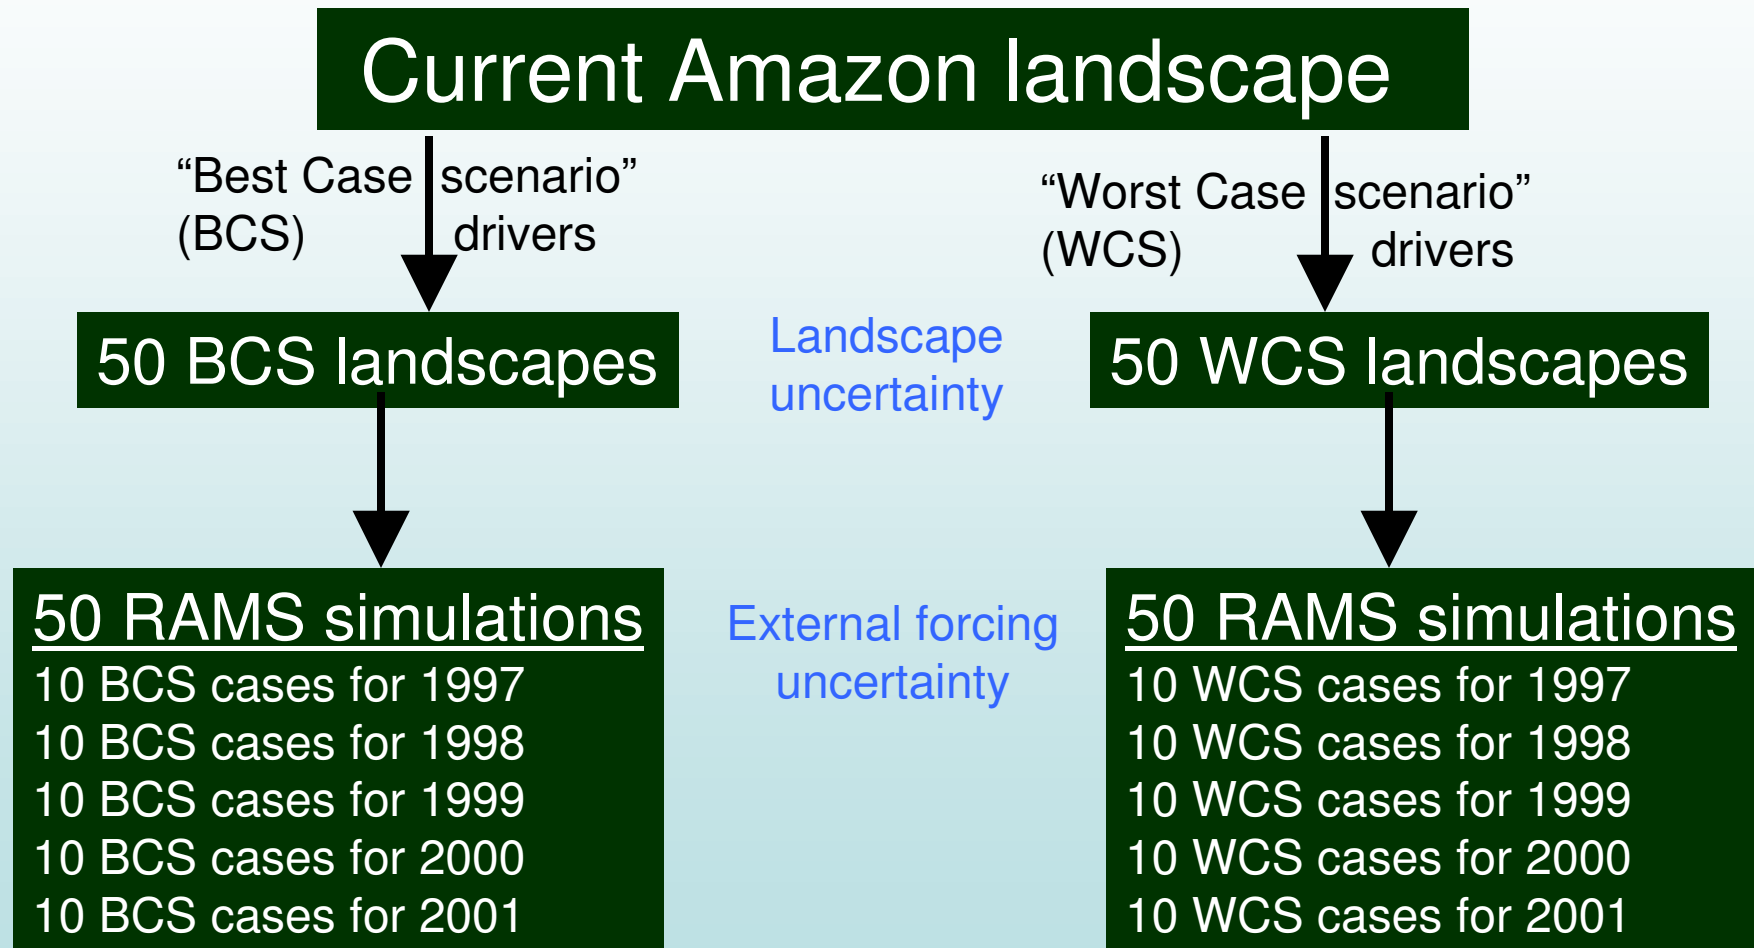 Current Amazon landscape
“Best Case scenario”
(BCS) drivers
“Worst Case scenario”
(WCS) drivers
50 BCS landscapes
Landscape
uncertainty
50 WCS landscapes
50 RAMS simulations
10 BCS cases for 1997
10 BCS cases for 1998
10 BCS cases for 1999
10 BCS cases for 2000
10 BCS cases for 2001
External forcing
uncertainty
50 RAMS simulations
10 WCS cases for 1997
10 WCS cases for 1998
10 WCS cases for 1999
10 WCS cases for 2000
10 WCS cases for 2001